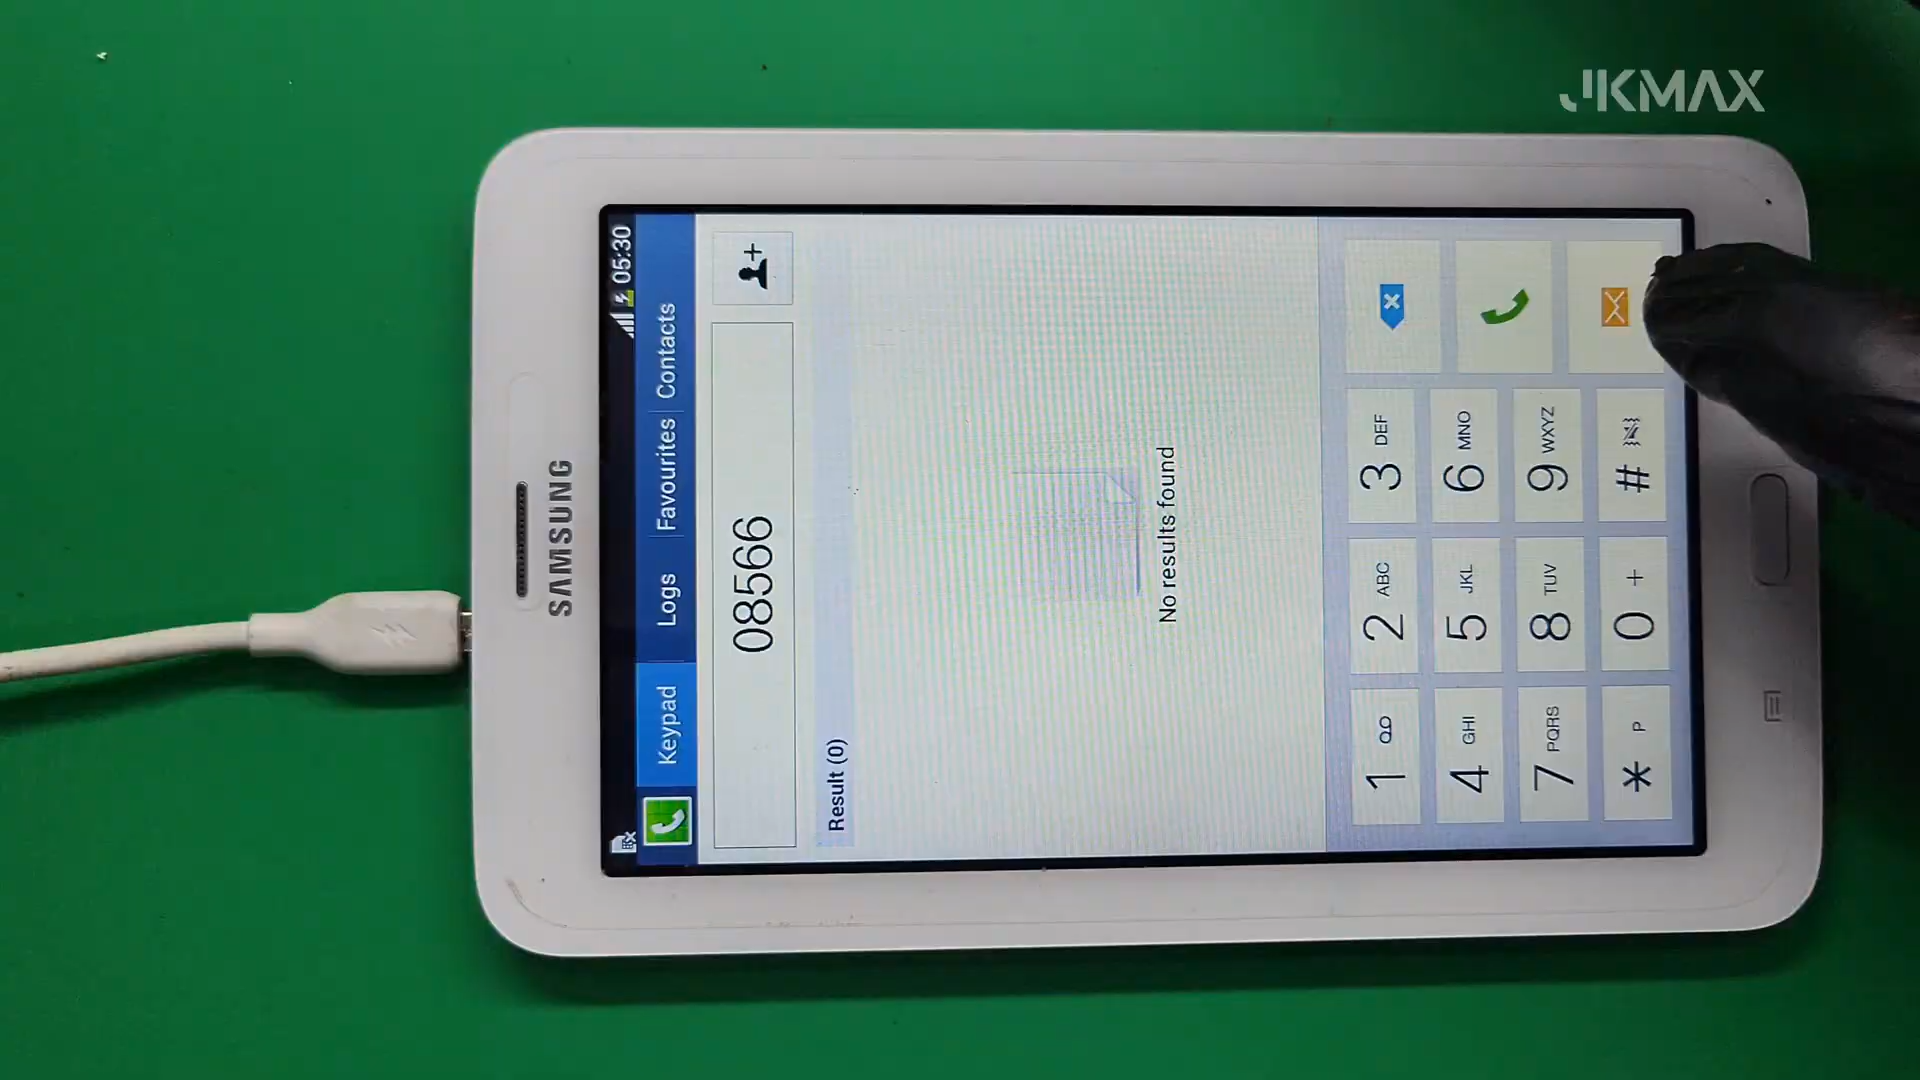 JKMAX
SAMSUNG
05:30
Keypad
Logs
Favourites
Contacts
08566
Result (0)
No results found
1
2 ABC
3 DEF
4 GHI
5 JKL
6 MNO
7 PQRS
8 TUV
9 WXYZ
* P
0 +
#